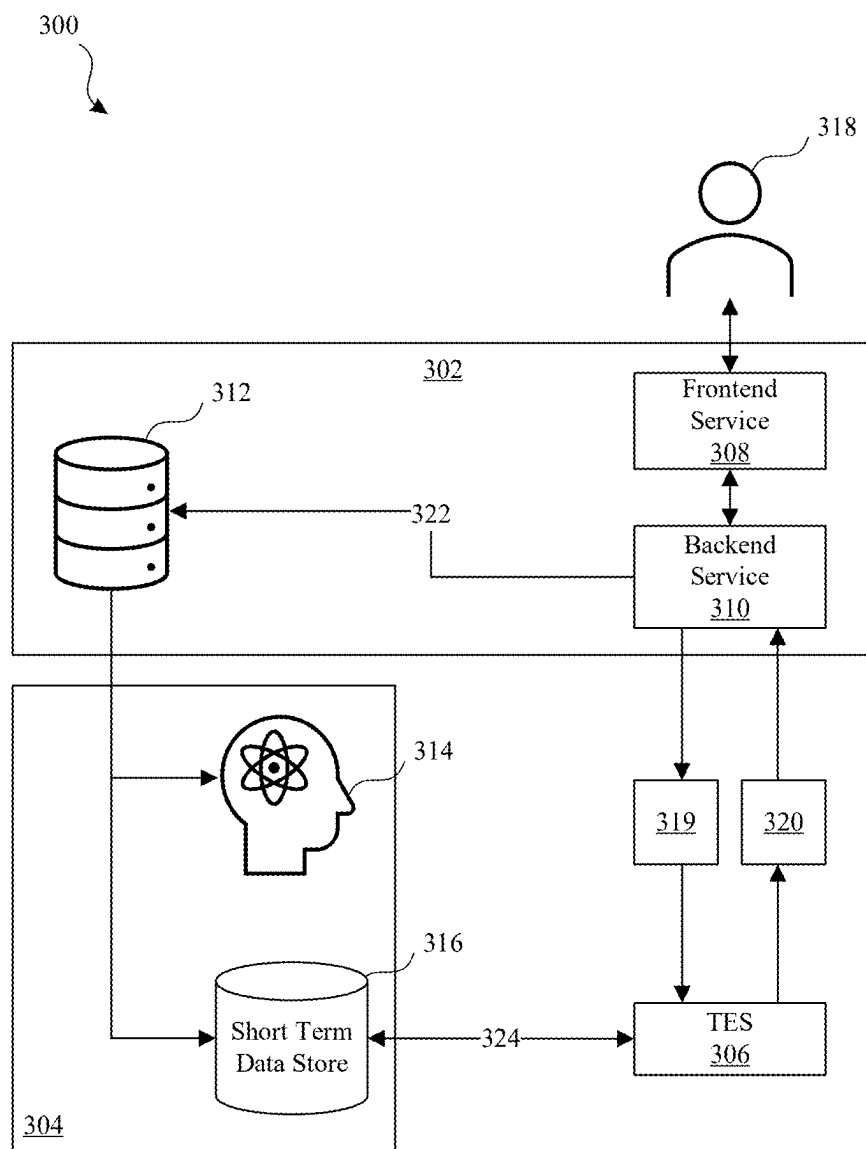 300
318
302
312
Frontend
Service
308
322
Backend
Service
310
314
319
320
316
Short Term
Data Store
324
TES
306
304